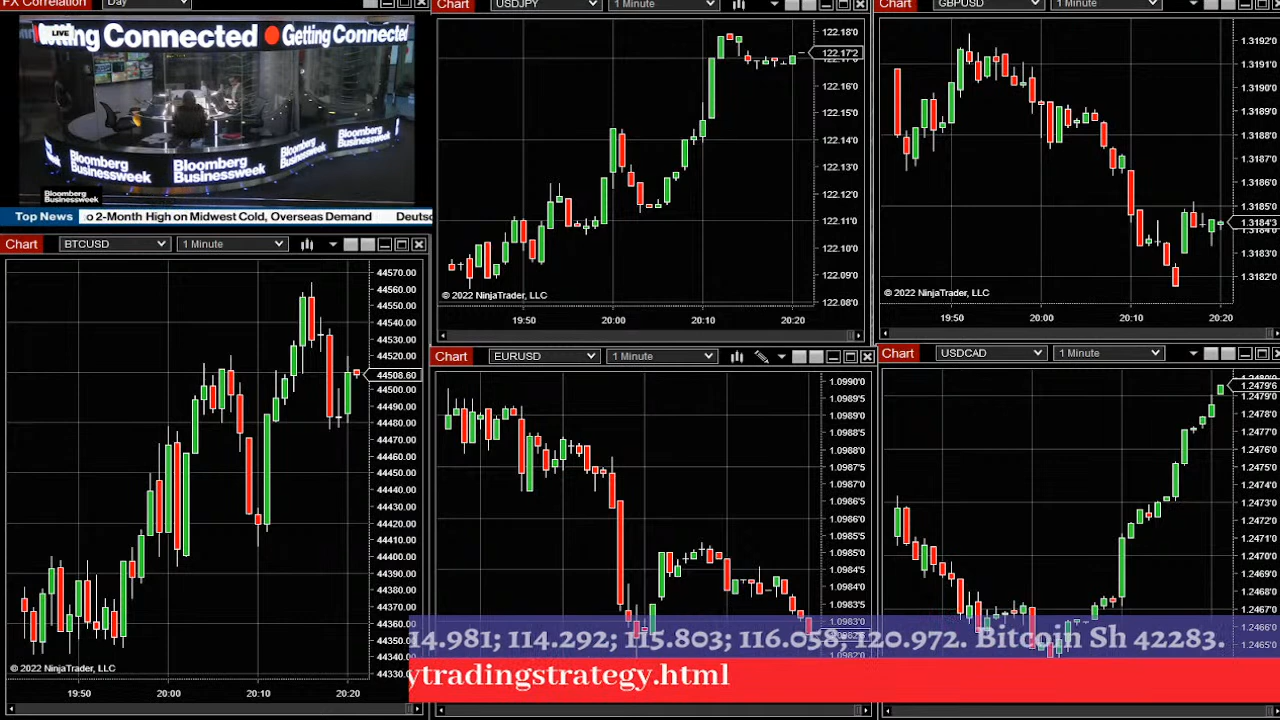 FX Correlation
Day
LIVE
Getting Connected
Getting Connected
Bloomberg
Businessweek
Bloomberg
Businessweek
Bloomberg
Businessweek
Bloomberg
Businessweek
Bloomberg
Businessweek
Top News
o 2-Month High on Midwest Cold, Overseas Demand
Deutsc
Chart
USDJPY
1 Minute
122.18'0
122.17'2
122.16'0
122.15'0
122.14'0
122.13'0
122.12'0
122.11'0
122.10'0
122.09'0
122.08'0
© 2022 NinjaTrader, LLC
19:50
20:00
20:10
20:20
Chart
GBPUSD
1 Minute
1.3192'0
1.3191'0
1.3190'0
1.3189'0
1.3188'0
1.3187'0
1.3186'0
1.3185'0
1.3184'3
1.3183'0
1.3182'0
© 2022 NinjaTrader, LLC
19:50
20:00
20:10
20:20
Chart
BTCUSD
1 Minute
44570.00
44560.00
44550.00
44540.00
44530.00
44520.00
44508.60
44500.00
44490.00
44480.00
44470.00
44460.00
44450.00
44440.00
44430.00
44420.00
44410.00
44400.00
44390.00
44380.00
44370.00
44360.00
44350.00
44340.00
44330.00
© 2022 NinjaTrader, LLC
19:50
20:00
20:10
20:20
Chart
EURUSD
1 Minute
1.0990'0
1.0989'5
1.0989'0
1.0988'5
1.0988'0
1.0987'5
1.0987'0
1.0986'5
1.0986'0
1.0985'5
1.0985'0
1.0984'5
1.0984'0
1.0983'5
1.0983'0
Chart
USDCAD
1 Minute
1.2479'6
1.2479'0
1.2477'0
1.2476'0
1.2474'0
1.2473'0
1.2472'0
1.2470'0
1.2469'0
1.2467'0
1.2466'0
14.981; 114.292; 115.803; 116.058; 120.972. Bitcoin Sh 42283.
ytradingstrategy.html